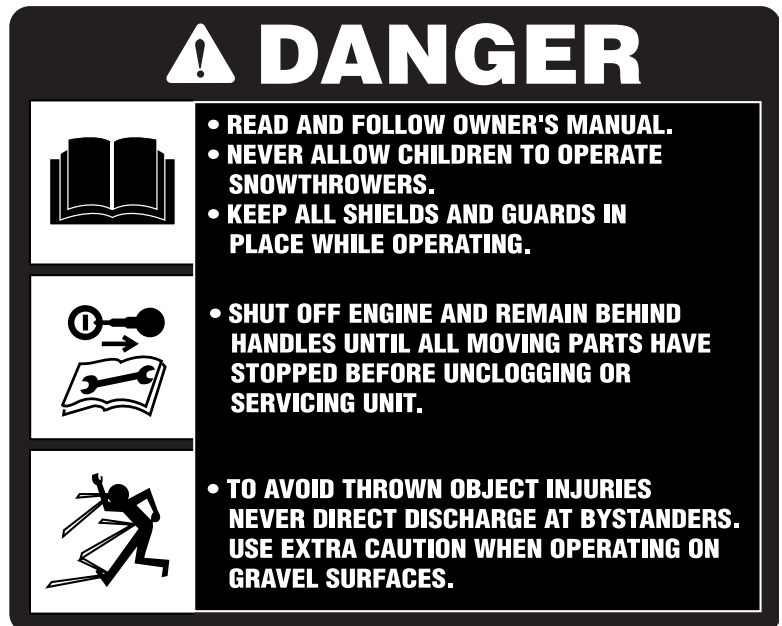 DANGER
• READ AND FOLLOW OWNER'S MANUAL.
• NEVER ALLOW CHILDREN TO OPERATE
SNOWTHROWERS.
• KEEP ALL SHIELDS AND GUARDS IN
PLACE WHILE OPERATING.
• SHUT OFF ENGINE AND REMAIN BEHIND
HANDLES UNTIL ALL MOVING PARTS HAVE
STOPPED BEFORE UNCLOGGING OR
SERVICING UNIT.
• TO AVOID THROWN OBJECT INJURIES
NEVER DIRECT DISCHARGE AT BYSTANDERS.
USE EXTRA CAUTION WHEN OPERATING ON
GRAVEL SURFACES.